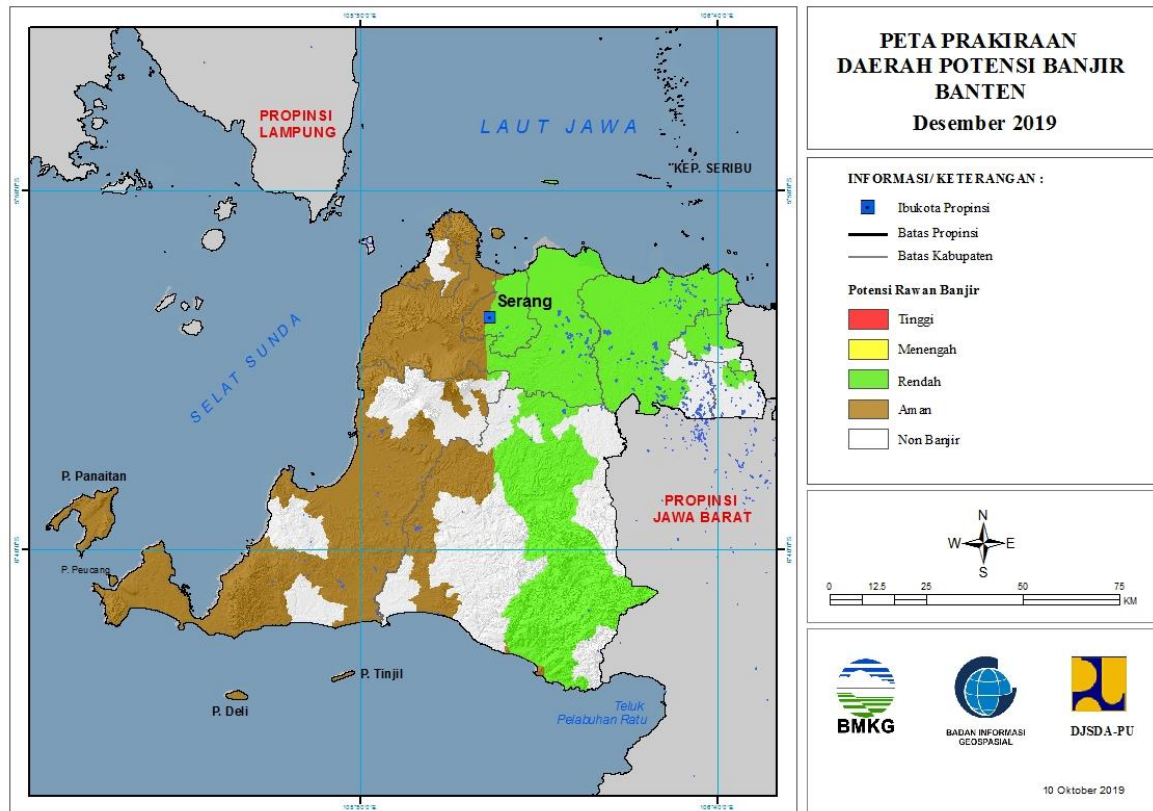 PROPINSI
LAMPUNG
LAUT JAWA
KEP. SERIBU
Serang
SELAT SUNDA
P. Panaitan
P. Peucang
PROPINSI
JAWA BARAT
P. Tinjil
P. Deli
Teluk
Pelabuhan Ratu
PETA PRAKIRAAN
DAERAH POTENSI BANJIR
BANTEN
Desember 2019
INFORMASI/ KETERANGAN :
Ibukota Propinsi
Batas Propinsi
Batas Kabupaten
Potensi Rawan Banjir
Tinggi
Menengah
Rendah
Aman
Non Banjir
N
W E
S
0 12.5 25 50 75
KM
BMKG
BADAN INFORMASI
GEOSPASIAL
DJSDA-PU
10 Oktober 2019